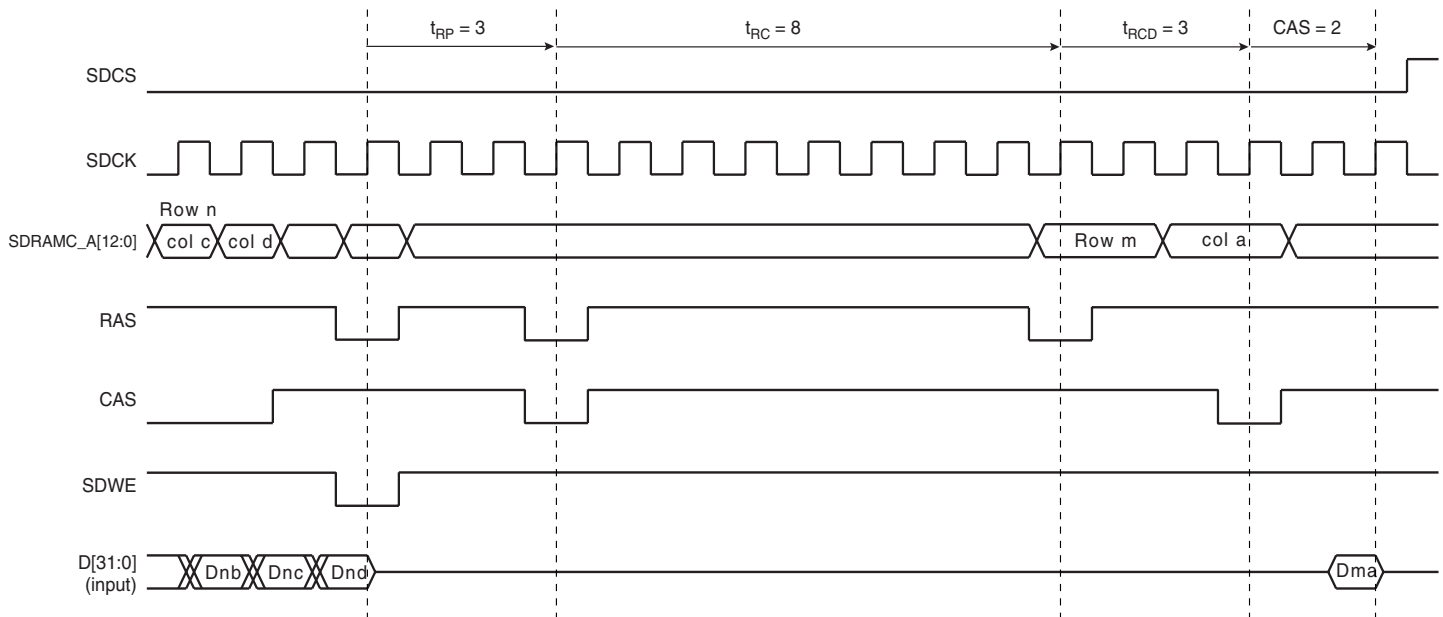 tRP = 3
tRC = 8
tRCD = 3
CAS = 2
SDCS
SDCK
Row n
SDRAMC_A[12:0]
col c
col d
Row m
col a
RAS
CAS
SDWE
D[31:0]
(input)
Dnb
Dnc
Dnd
Dma